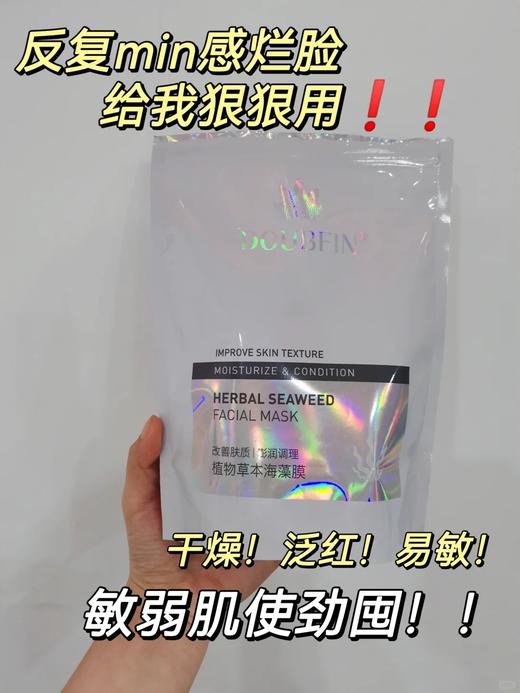 反复min感烂脸
给我狠狠用❗❗
DOUBFIN®
IMPROVE SKIN TEXTURE
MOISTURIZE & CONDITION
HERBAL SEAWEED
FACIAL MASK
改善肤质 | 膨润调理
植物草本海藻膜
干燥！泛红！易敏！
敏弱肌使劲囤！！